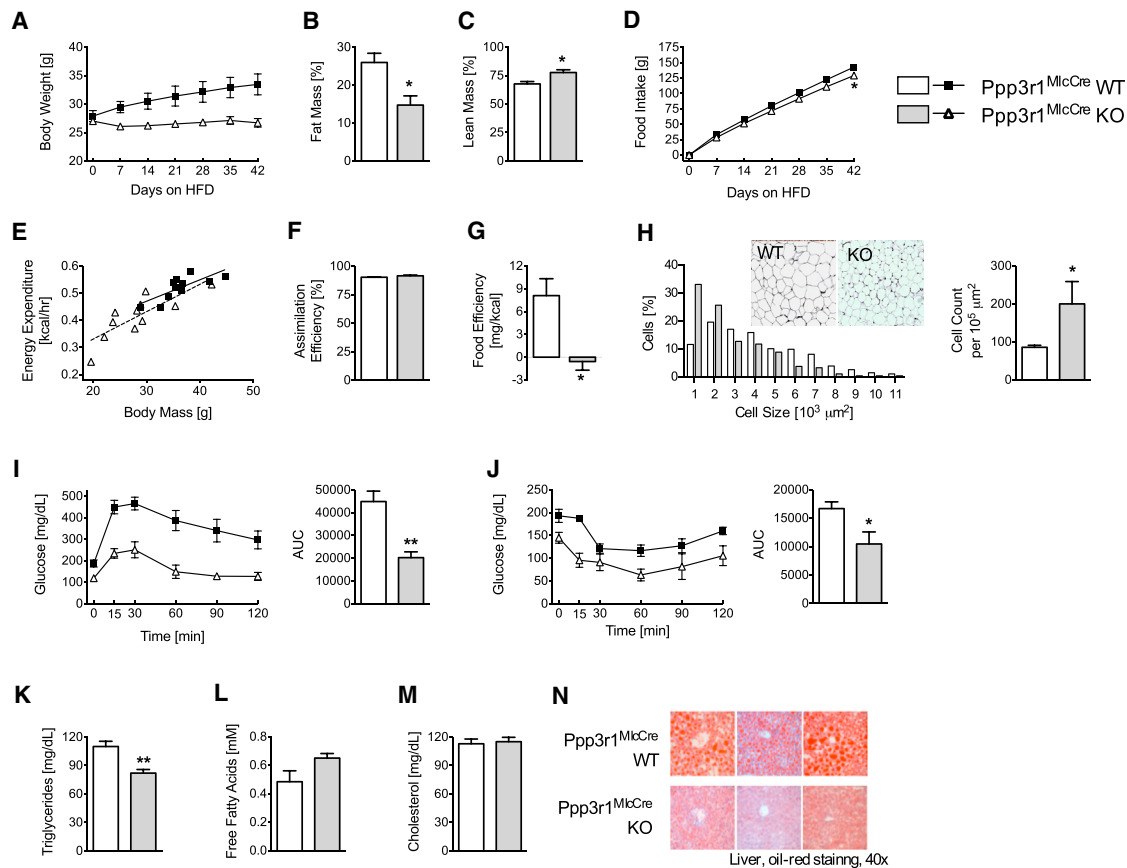 A
Body Weight [g]
40
35
30
25
20
0 7 14 21 28 35 42
Days on HFD
B
Fat Mass [%]
30
20
10
0
*
C
Lean Mass [%]
100
75
50
25
0
*
D
Food Intake [g]
175
150
125
100
75
50
25
0
*
0 7 14 21 28 35 42
Days on HFD
Ppp3r1MlcCre WT
Ppp3r1MlcCre KO
E
Energy Expenditure
[kcal/hr]
0.6
0.5
0.4
0.3
0.2
20 30 40 50
Body Mass [g]
F
Assimilation
Efficiency [%]
100
75
50
25
0
G
Food Efficiency
[mg/kcal]
12
9
6
3
0
-3
*
H
WT
KO
Cells [%]
40
30
20
10
0
1 2 3 4 5 6 7 8 9 10 11
Cell Size [10³ µm²]
Cell Count
per 10⁵ µm²
300
200
100
0
*
I
Glucose [mg/dL]
500
400
300
200
100
0
0 15 30 60 90 120
Time [min]
AUC
50000
40000
30000
20000
10000
0
**
J
Glucose [mg/dL]
250
200
150
100
50
0
0 15 30 60 90 120
Time [min]
AUC
20000
15000
10000
5000
0
*
K
Triglycerides [mg/dL]
120
90
60
30
0
**
L
Free Fatty Acids [mM]
0.8
0.6
0.4
0.2
0.0
M
Cholesterol [mg/dL]
120
90
60
30
0
N
Ppp3r1MlcCre
WT
Ppp3r1MlcCre
KO
Liver, oil-red stainng, 40x